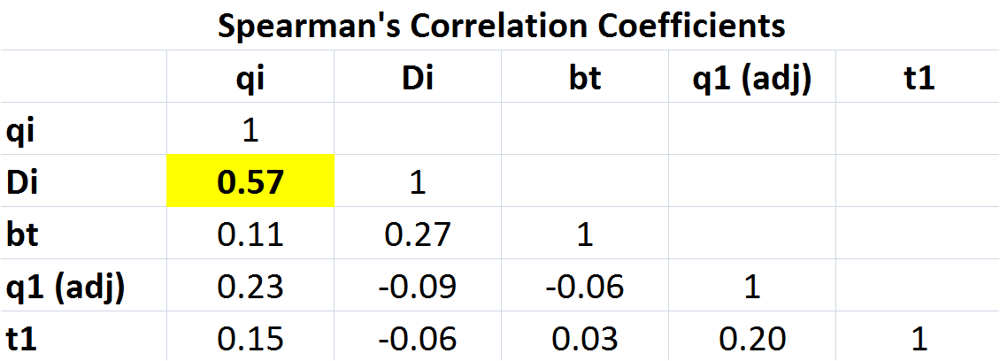 Spearman's Correlation Coefficients
qi Di bt q1 (adj) t1
qi 1
Di 0.57 1
bt 0.11 0.27 1
q1 (adj) 0.23 -0.09 -0.06 1
t1 0.15 -0.06 0.03 0.20 1